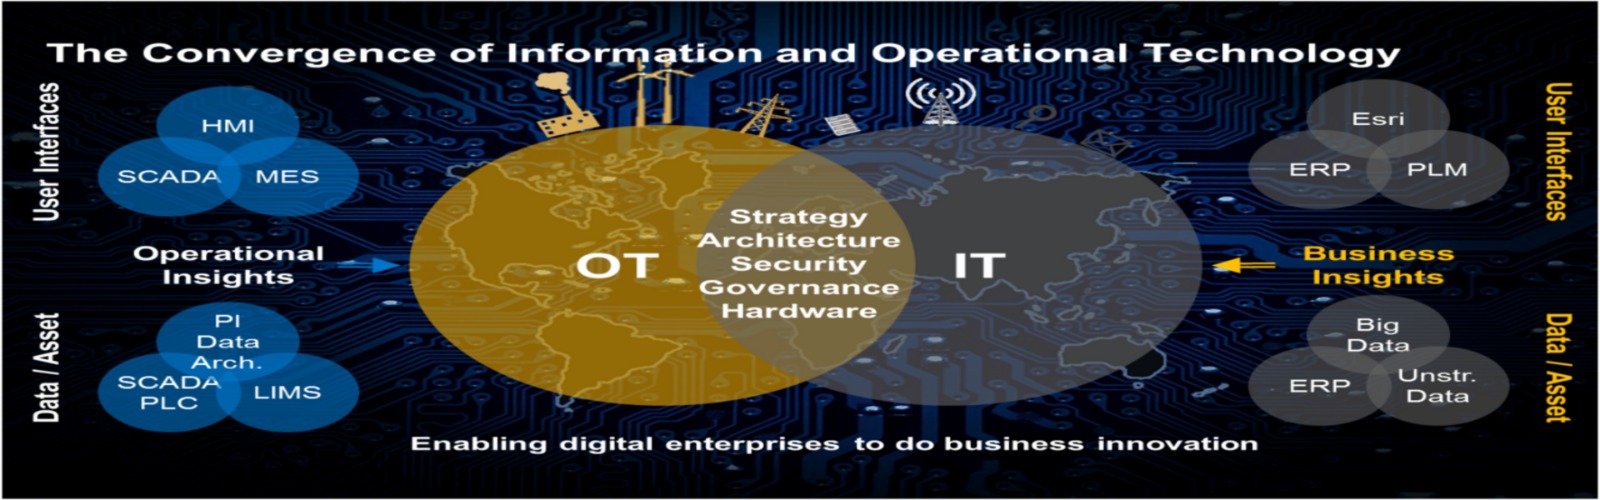 The Convergence of Information and Operational Technology
User Interfaces
HMI
SCADA
MES
Operational
Insights
Data / Asset
PI
Data
Arch.
SCADA
PLC
LIMS
OT
Strategy
Architecture
Security
Governance
Hardware
IT
Esri
ERP
PLM
User Interfaces
Business
Insights
Big
Data
ERP
Unstr.
Data
Data / Asset
Enabling digital enterprises to do business innovation